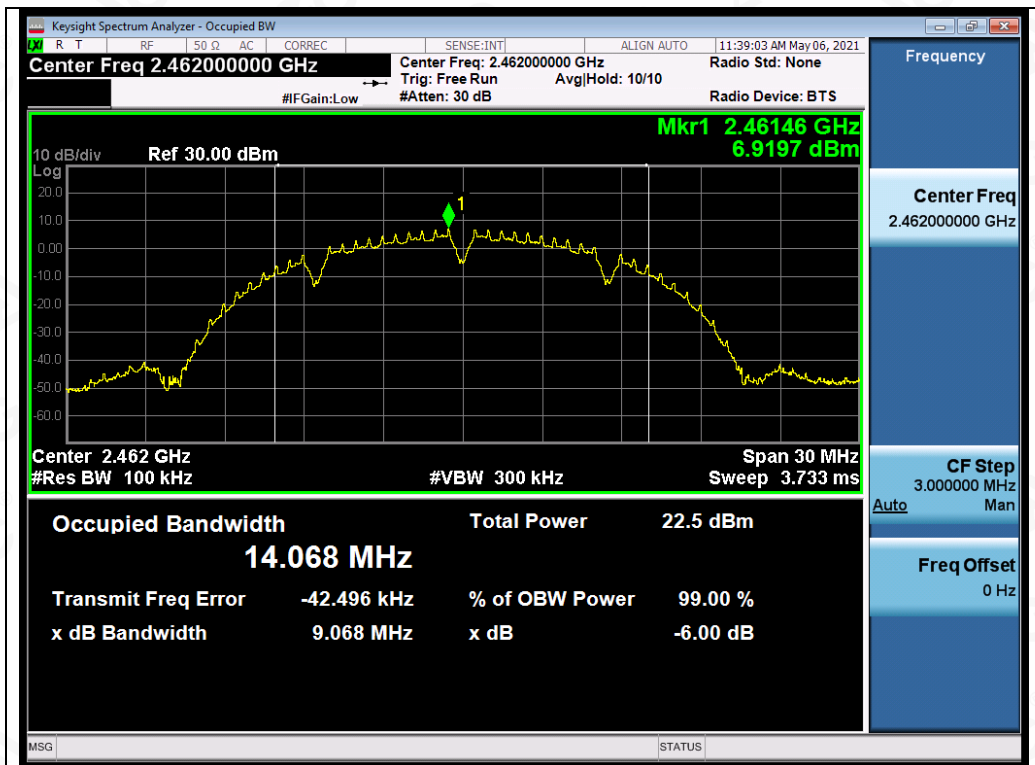 Keysight Spectrum Analyzer - Occupied BW
LXI R T RF 50 Ω AC CORREC SENSE:INT ALIGN AUTO 11:39:03 AM May 06, 2021
Center Freq 2.462000000 GHz
Center Freq: 2.462000000 GHz
Radio Std: None
Trig: Free Run Avg|Hold: 10/10
#IFGain:Low
#Atten: 30 dB
Radio Device: BTS
Mkr1 2.46146 GHz
6.9197 dBm
10 dB/div Ref 30.00 dBm
Log
20.0
10.0
1
0.00
-10.0
-20.0
-30.0
-40.0
-50.0
-60.0
Center 2.462 GHz Span 30 MHz
#Res BW 100 kHz #VBW 300 kHz Sweep 3.733 ms
Occupied Bandwidth Total Power 22.5 dBm
14.068 MHz
Transmit Freq Error -42.496 kHz % of OBW Power 99.00 %
x dB Bandwidth 9.068 MHz x dB -6.00 dB
Frequency
Center Freq
2.462000000 GHz
CF Step
3.000000 MHz
Auto Man
Freq Offset
0 Hz
MSG STATUS